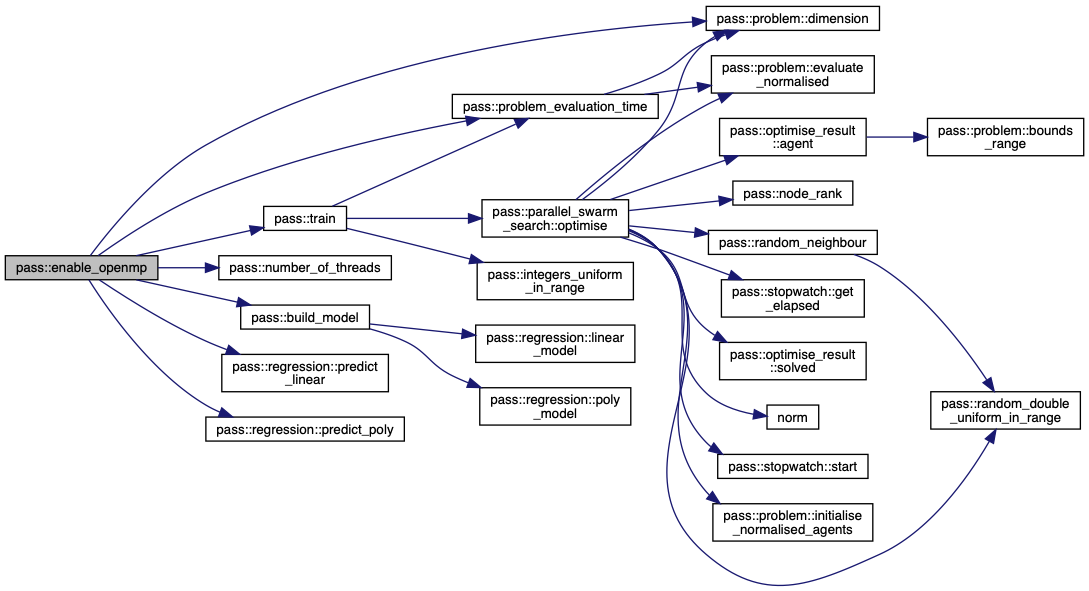 pass::enable_openmp
pass::problem::dimension
pass::problem_evaluation_time
pass::problem::evaluate
_normalised
pass::train
pass::parallel_swarm
_search::optimise
pass::optimise_result
::agent
pass::problem::bounds
_range
pass::node_rank
pass::random_neighbour
pass::stopwatch::get
_elapsed
pass::optimise_result
::solved
norm
pass::stopwatch::start
pass::problem::initialise
_normalised_agents
pass::random_double
_uniform_in_range
pass::integers_uniform
_in_range
pass::number_of_threads
pass::build_model
pass::regression::linear
_model
pass::regression::poly
_model
pass::regression::predict
_linear
pass::regression::predict_poly